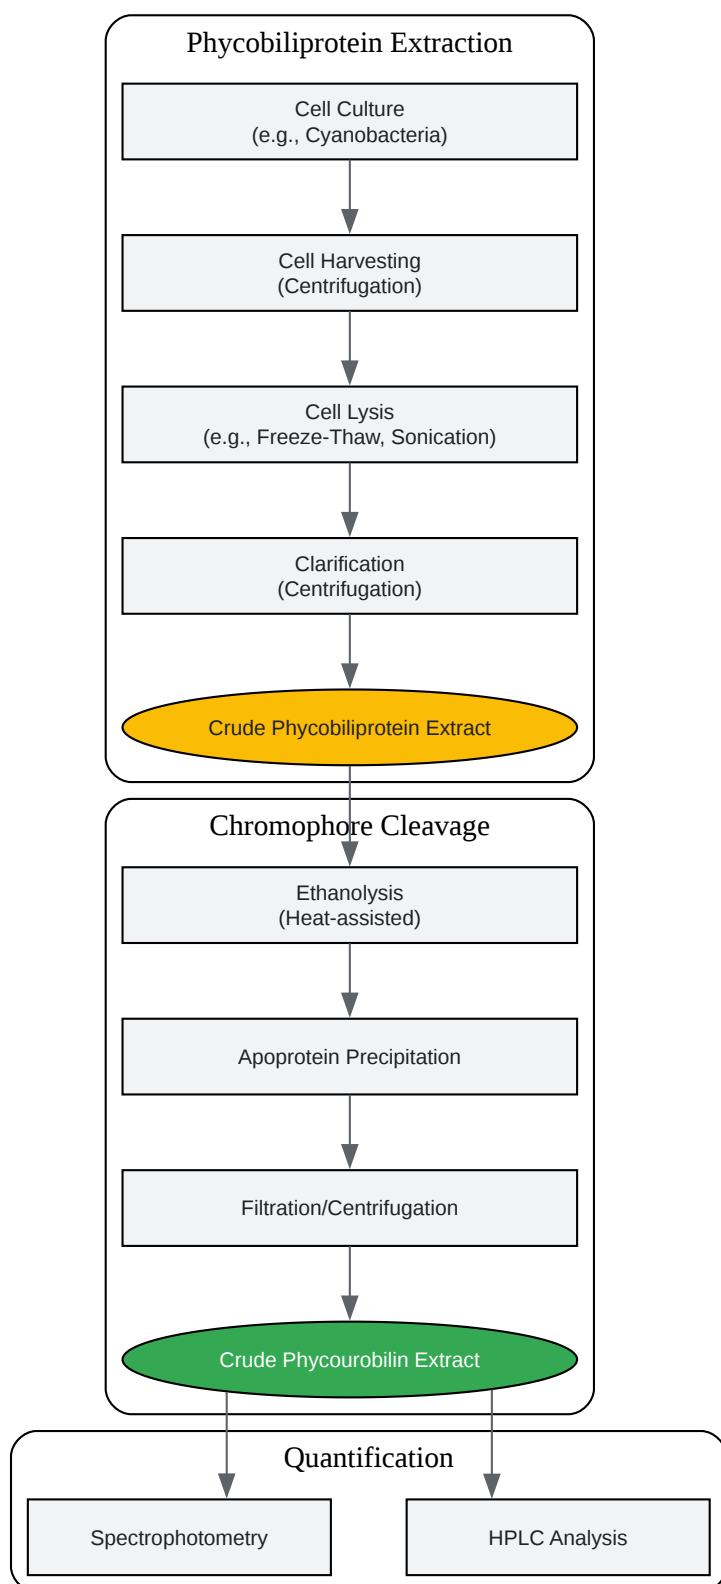 Phycobiliprotein Extraction
Cell Culture
(e.g., Cyanobacteria)
Cell Harvesting
(Centrifugation)
Cell Lysis
(e.g., Freeze-Thaw, Sonication)
Clarification
(Centrifugation)
Crude Phycobiliprotein Extract
Chromophore Cleavage
Ethanolysis
(Heat-assisted)
Apoprotein Precipitation
Filtration/Centrifugation
Crude Phycourobilin Extract
Quantification
Spectrophotometry
HPLC Analysis